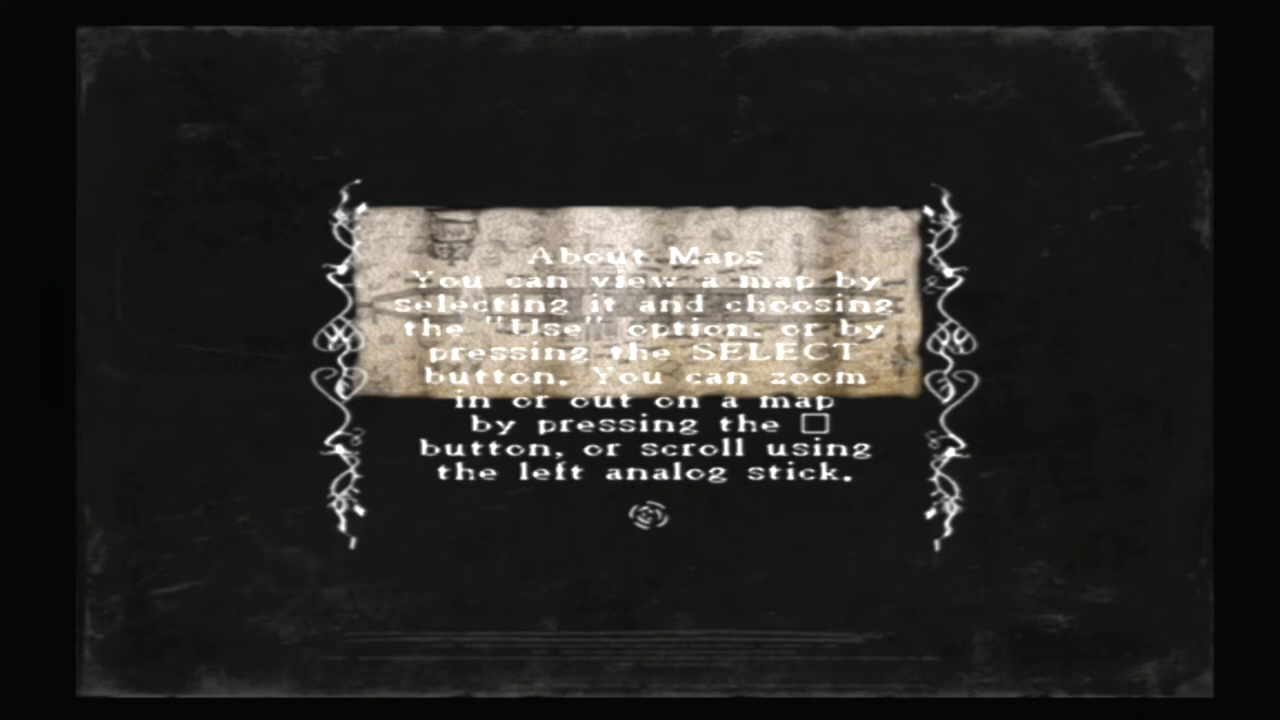 About Maps
You can view a map by
selecting it and choosing
the "Use" option, or by
pressing the SELECT
button. You can zoom
in or out on a map
by pressing the □
button, or scroll using
the left analog stick.